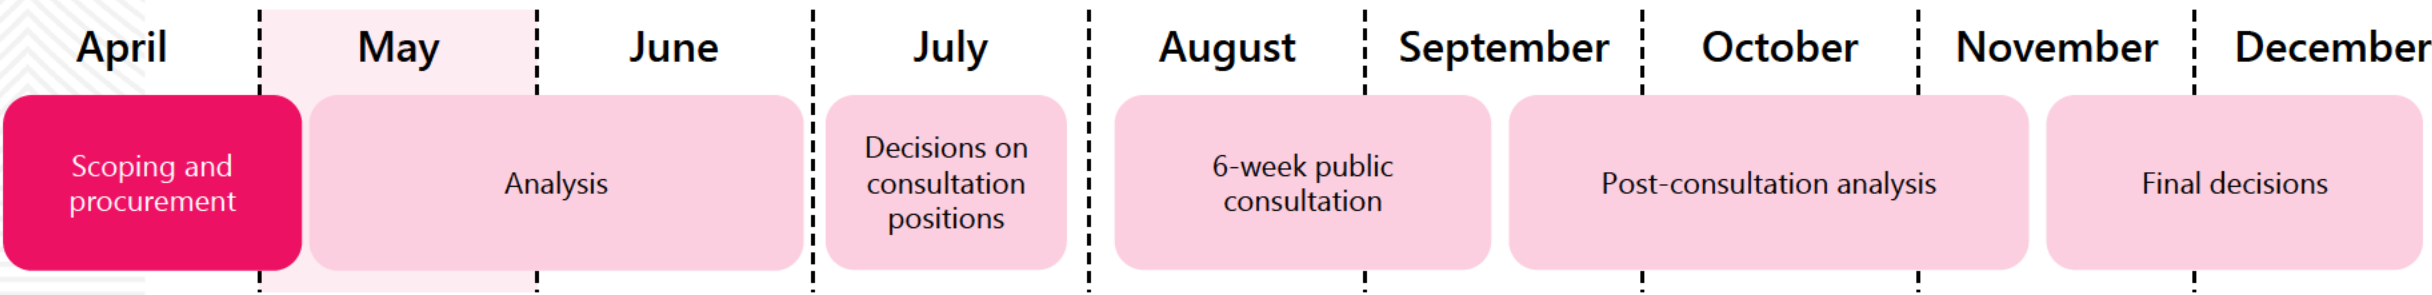 April May June July August September October November December
Scoping and
procurement
Analysis
Decisions on
consultation
positions
6-week public
consultation
Post-consultation analysis
Final decisions